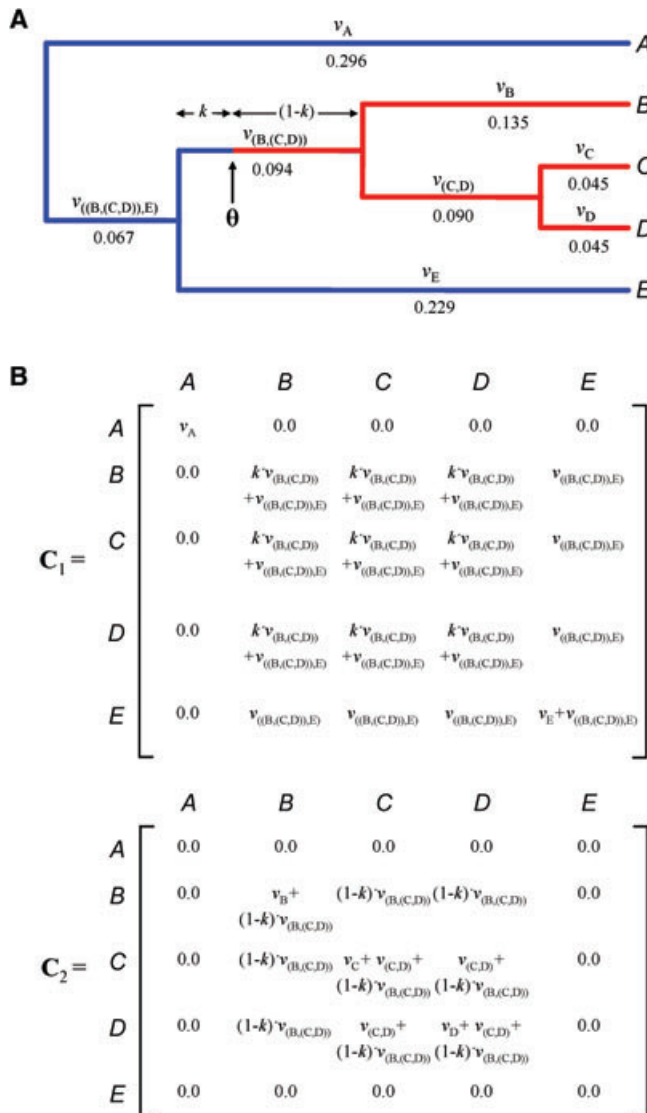 A
v_A
A
0.296
v_B
B
k (1-k)
0.135
v_(B,(C,D))
v_C
C
0.094
v_(C,D)
0.045
v_((B,(C,D)),E)
θ
0.090
v_D
D
0.067
0.045
v_E
E
0.229
B
A B C D E
A v_A 0.0 0.0 0.0 0.0
B 0.0 k·v_(B,(C,D)) k·v_(B,(C,D)) k·v_(B,(C,D)) v_((B,(C,D)),E)
+v_((B,(C,D)),E) +v_((B,(C,D)),E) +v_((B,(C,D)),E)
C 0.0 k·v_(B,(C,D)) k·v_(B,(C,D)) k·v_(B,(C,D)) v_((B,(C,D)),E)
C₁ = +v_((B,(C,D)),E) +v_((B,(C,D)),E) +v_((B,(C,D)),E)
D 0.0 k·v_(B,(C,D)) k·v_(B,(C,D)) k·v_(B,(C,D)) v_((B,(C,D)),E)
+v_((B,(C,D)),E) +v_((B,(C,D)),E) +v_((B,(C,D)),E)
E 0.0 v_((B,(C,D)),E) v_((B,(C,D)),E) v_((B,(C,D)),E) v_E+v_((B,(C,D)),E)
A B C D E
A 0.0 0.0 0.0 0.0 0.0
B 0.0 v_B+ (1-k)·v_(B,(C,D)) (1-k)·v_(B,(C,D)) 0.0
(1-k)·v_(B,(C,D))
C₂ = C 0.0 (1-k)·v_(B,(C,D)) v_C+ v_(C,D)+ v_(C,D)+ 0.0
(1-k)·v_(B,(C,D)) (1-k)·v_(B,(C,D))
D 0.0 (1-k)·v_(B,(C,D)) v_(C,D)+ v_D+ v_(C,D)+ 0.0
(1-k)·v_(B,(C,D)) (1-k)·v_(B,(C,D))
E 0.0 0.0 0.0 0.0 0.0